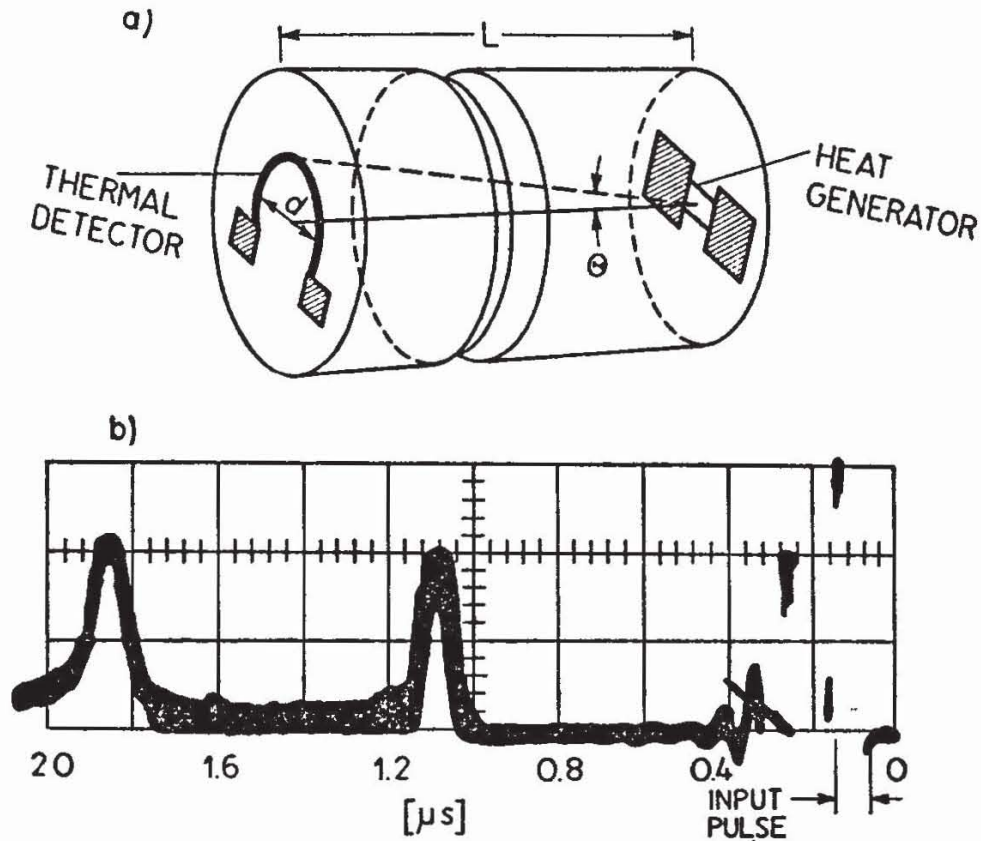 a)
L
THERMAL
DETECTOR
d
Θ
HEAT
GENERATOR
b)
20 1.6 1.2 0.8 0.4 0
[μs]
INPUT
PULSE